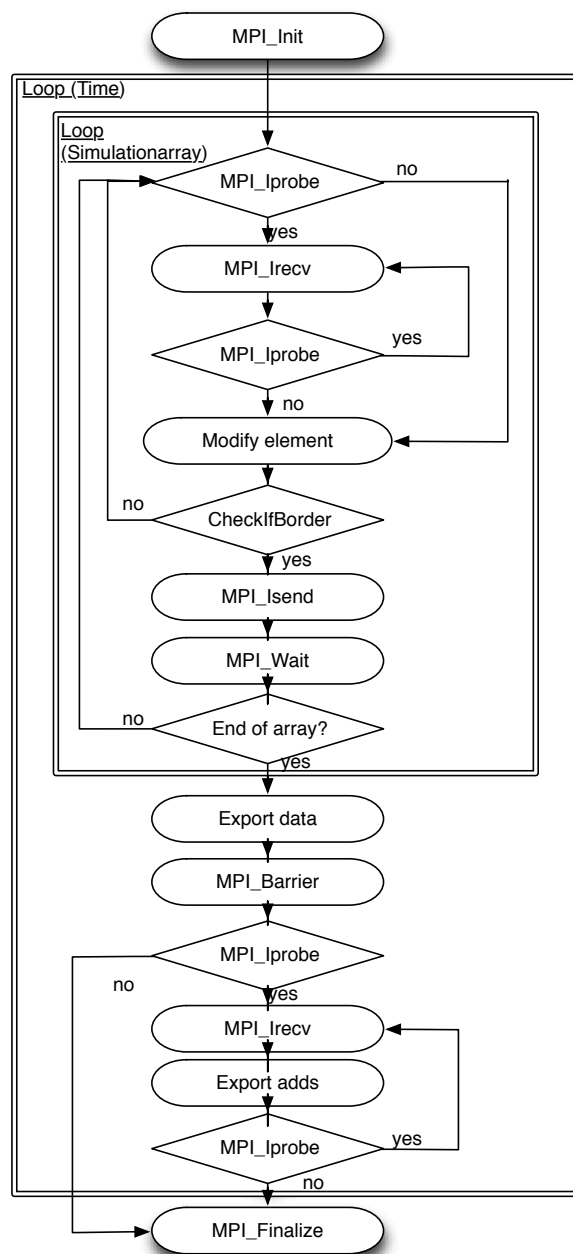 MPI_Init
Loop (Time)
Loop
(Simulationarray)
MPI_Iprobe
no
yes
MPI_Irecv
MPI_Iprobe
yes
no
Modify element
no
CheckIfBorder
yes
MPI_Isend
MPI_Wait
no
End of array?
yes
Export data
MPI_Barrier
MPI_Iprobe
no
yes
MPI_Irecv
Export adds
MPI_Iprobe
yes
no
MPI_Finalize